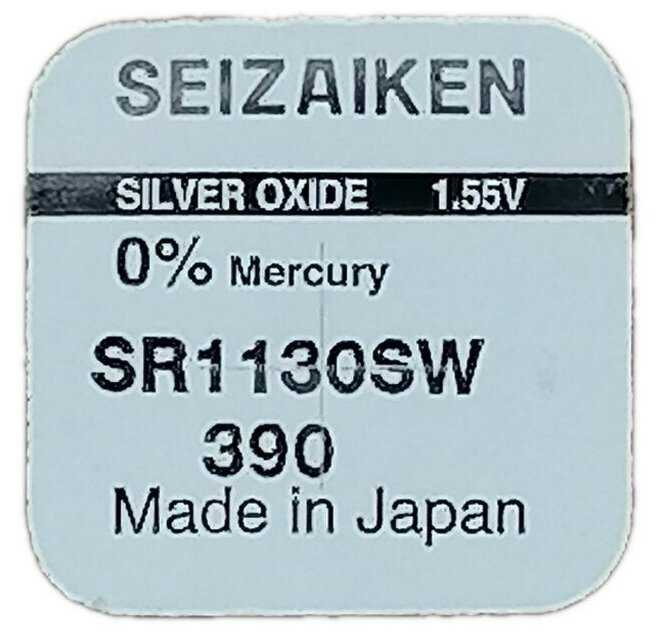 SEIZAIKEN
SILVER OXIDE 1.55V
0% Mercury
SR1130SW
390
Made in Japan